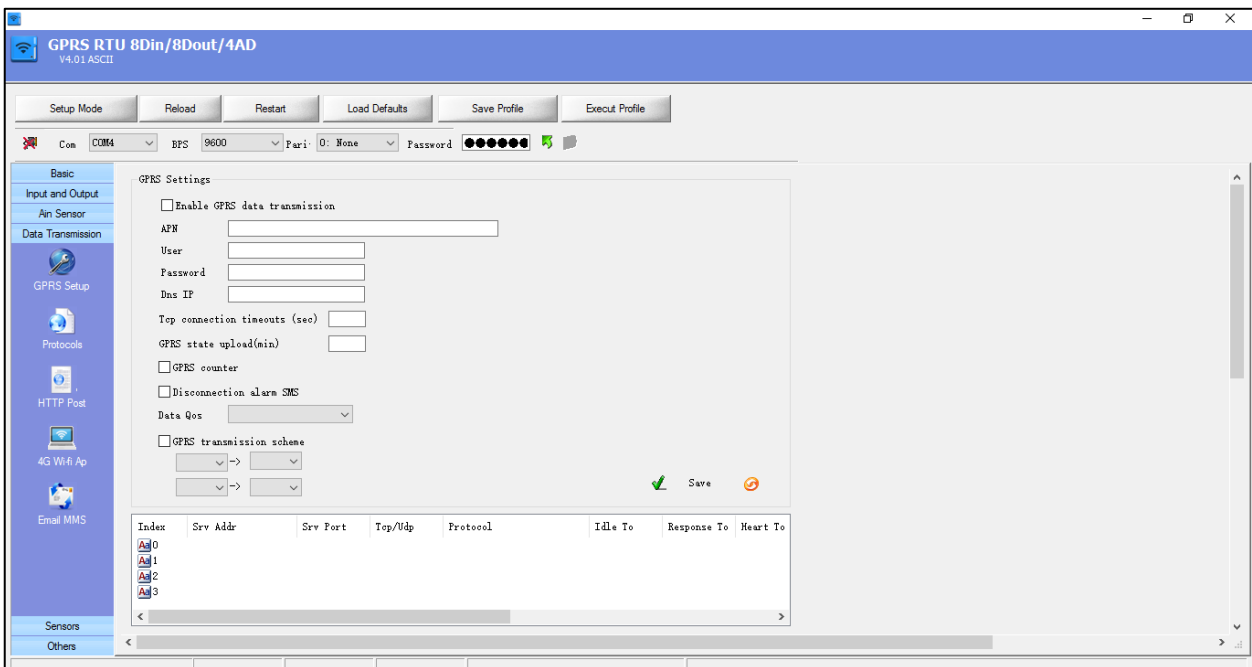 GPRS RTU 8Din/8Dout/4AD
V4.01 ASCII
Setup Mode Reload Restart Load Defaults Save Profile Execut Profile
Com COM4 BPS 9600 Pari 0: None Password
Basic
Input and Output
Ain Sensor
Data Transmission
GPRS Setup
Protocols
HTTP Post
4G Wi-fi Ap
Email MMS
Sensors
Others
GPRS Settings
Enable GPRS data transmission
APN
User
Password
Dns IP
Tcp connection timeouts (sec)
GPRS state upload(min)
GPRS counter
Disconnection alarm SMS
Data Qos
GPRS transmission scheme
->
->
Save
Index Srv Addr Srv Port Tcp/Udp Protocol Idle To Response To Heart To
Aa 0
Aa 1
Aa 2
Aa 3